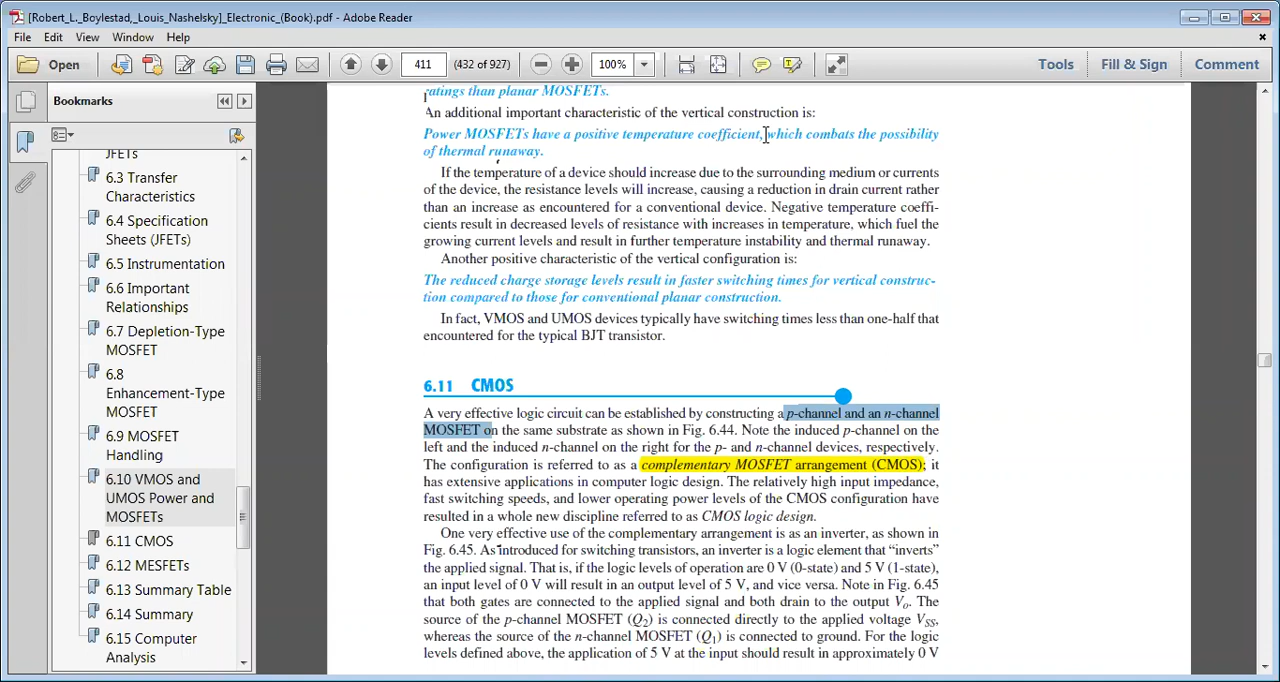 [Robert_L._Boylestad,_Louis_Nashelsky]_Electronic_(Book).pdf - Adobe Reader
File Edit View Window Help
Open 411 (432 of 927) 100% Tools Fill & Sign Comment
Bookmarks
JFETs
6.3 Transfer
Characteristics
6.4 Specification
Sheets (JFETs)
6.5 Instrumentation
6.6 Important
Relationships
6.7 Depletion-Type
MOSFET
6.8
Enhancement-Type
MOSFET
6.9 MOSFET
Handling
6.10 VMOS and
UMOS Power and
MOSFETs
6.11 CMOS
6.12 MESFETs
6.13 Summary Table
6.14 Summary
6.15 Computer
Analysis
ratings than planar MOSFETs.
An additional important characteristic of the vertical construction is:
Power MOSFETs have a positive temperature coefficient, which combats the possibility
of thermal runaway.
If the temperature of a device should increase due to the surrounding medium or currents
of the device, the resistance levels will increase, causing a reduction in drain current rather
than an increase as encountered for a conventional device. Negative temperature coeffi-
cients result in decreased levels of resistance with increases in temperature, which fuel the
growing current levels and result in further temperature instability and thermal runaway.
Another positive characteristic of the vertical configuration is:
The reduced charge storage levels result in faster switching times for vertical construc-
tion compared to those for conventional planar construction.
In fact, VMOS and UMOS devices typically have switching times less than one-half that
encountered for the typical BJT transistor.
6.11 CMOS
A very effective logic circuit can be established by constructing a p-channel and an n-channel
MOSFET on the same substrate as shown in Fig. 6.44. Note the induced p-channel on the
left and the induced n-channel on the right for the p- and n-channel devices, respectively.
The configuration is referred to as a complementary MOSFET arrangement (CMOS); it
has extensive applications in computer logic design. The relatively high input impedance,
fast switching speeds, and lower operating power levels of the CMOS configuration have
resulted in a whole new discipline referred to as CMOS logic design.
One very effective use of the complementary arrangement is as an inverter, as shown in
Fig. 6.45. As introduced for switching transistors, an inverter is a logic element that “inverts”
the applied signal. That is, if the logic levels of operation are 0 V (0-state) and 5 V (1-state),
an input level of 0 V will result in an output level of 5 V, and vice versa. Note in Fig. 6.45
that both gates are connected to the applied signal and both drain to the output Vo. The
source of the p-channel MOSFET (Q2) is connected directly to the applied voltage VSS,
whereas the source of the n-channel MOSFET (Q1) is connected to ground. For the logic
levels defined above, the application of 5 V at the input should result in approximately 0 V